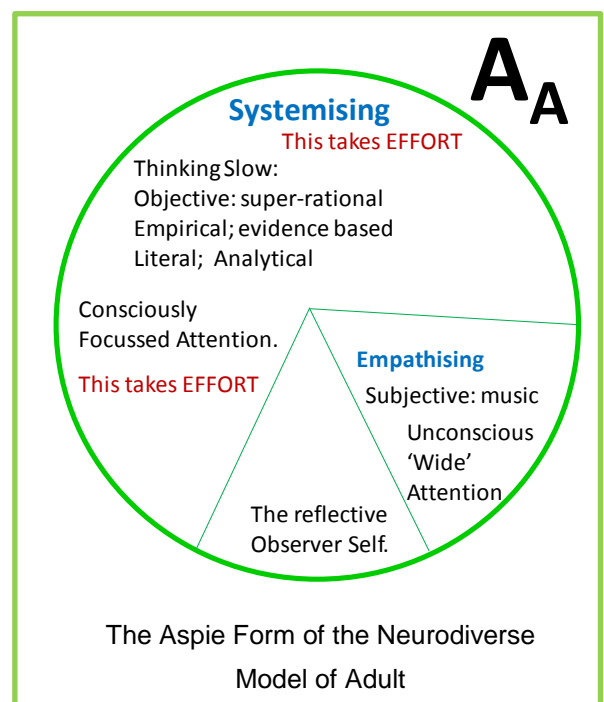 AA
Systemising
This takes EFFORT
Thinking Slow:
Objective: super-rational
Empirical; evidence based
Literal; Analytical
Consciously
Focussed Attention.
This takes EFFORT
Empathising
Subjective: music
Unconscious
‘Wide’
Attention
The reflective
Observer Self.
The Aspie Form of the Neurodiverse
Model of Adult